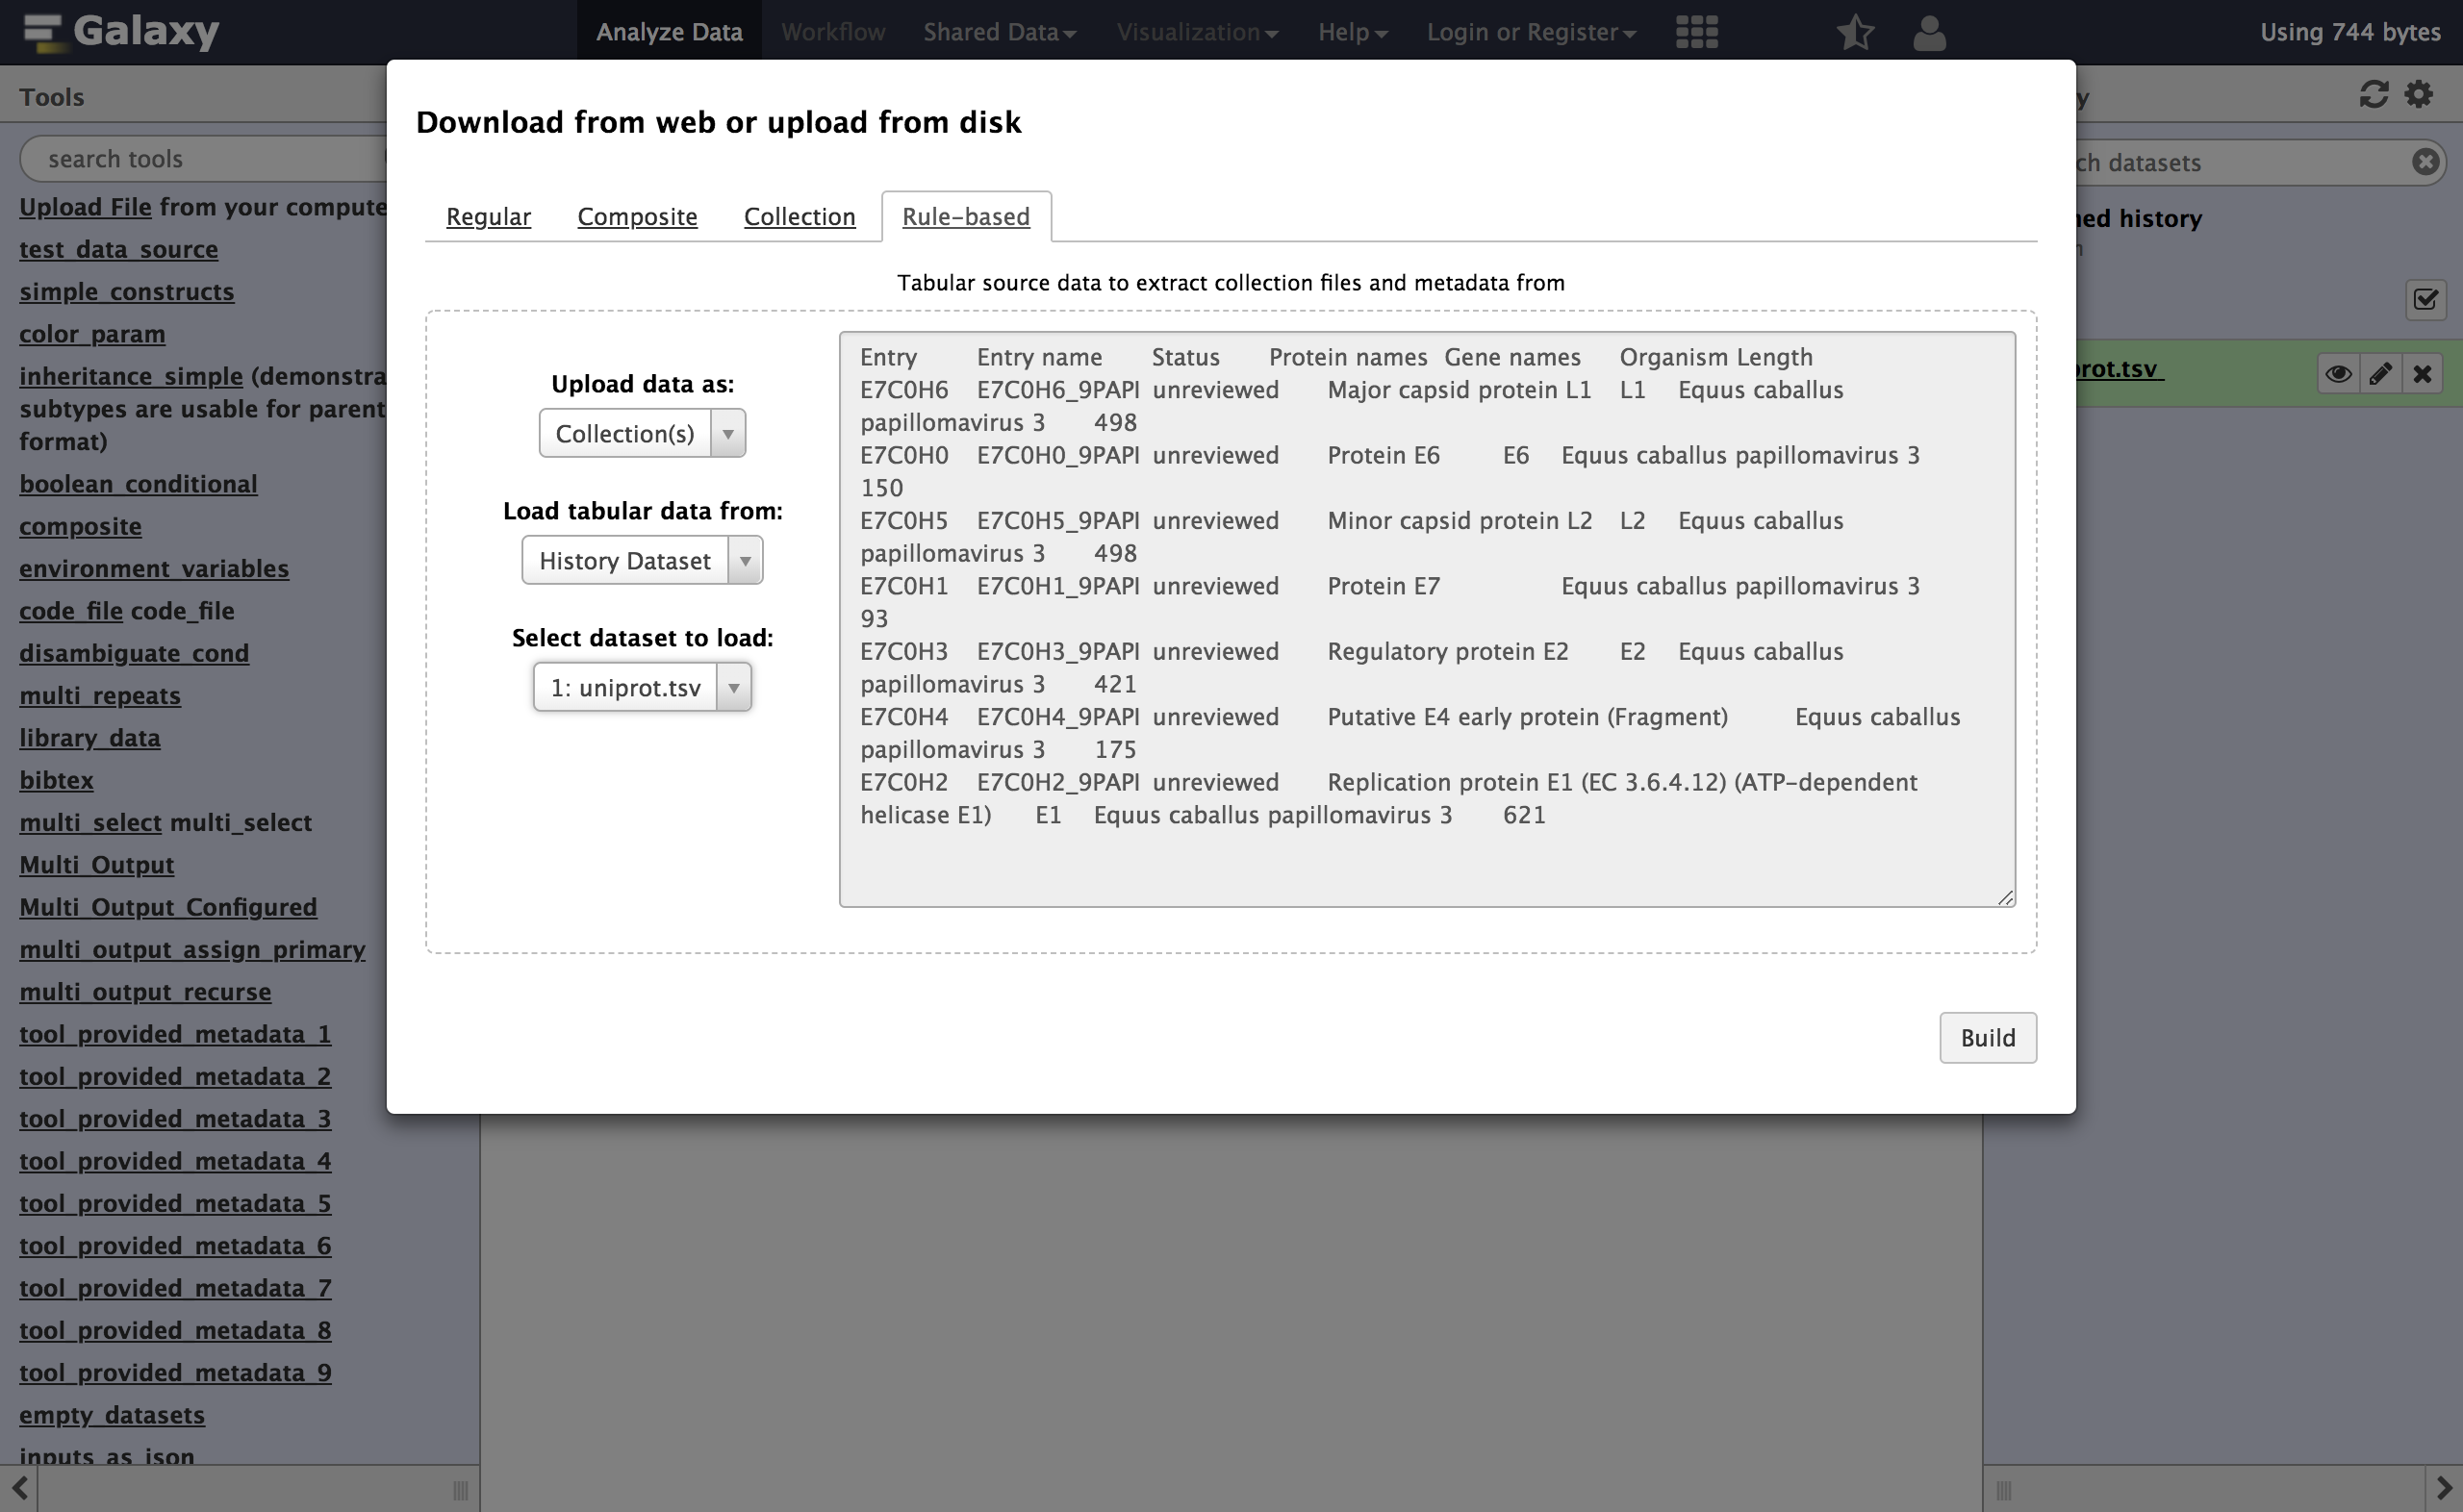 Galaxy
Analyze Data Workflow Shared Data Visualization Help Login or Register Using 744 bytes
Tools
search tools
Upload File from your compute
test_data_source
simple_constructs
color_param
inheritance_simple (demonstra
subtypes are usable for parent
format)
boolean_conditional
composite
environment_variables
code_file code_file
disambiguate_cond
multi_repeats
library_data
bibtex
multi_select multi_select
Multi_Output
Multi_Output_Configured
multi_output_assign_primary
multi_output_recurse
tool_provided_metadata_1
tool_provided_metadata_2
tool_provided_metadata_3
tool_provided_metadata_4
tool_provided_metadata_5
tool_provided_metadata_6
tool_provided_metadata_7
tool_provided_metadata_8
tool_provided_metadata_9
empty_datasets
inputs_as_json
Download from web or upload from disk
Regular Composite Collection Rule-based
Tabular source data to extract collection files and metadata from
Upload data as:
Collection(s)
Load tabular data from:
History Dataset
Select dataset to load:
1: uniprot.tsv
Entry Entry name Status Protein names Gene names Organism Length
E7C0H6 E7C0H6_9PAPI unreviewed Major capsid protein L1 L1 Equus caballus
papillomavirus 3 498
E7C0H0 E7C0H0_9PAPI unreviewed Protein E6 E6 Equus caballus papillomavirus 3
150
E7C0H5 E7C0H5_9PAPI unreviewed Minor capsid protein L2 L2 Equus caballus
papillomavirus 3 498
E7C0H1 E7C0H1_9PAPI unreviewed Protein E7 Equus caballus papillomavirus 3
93
E7C0H3 E7C0H3_9PAPI unreviewed Regulatory protein E2 E2 Equus caballus
papillomavirus 3 421
E7C0H4 E7C0H4_9PAPI unreviewed Putative E4 early protein (Fragment) Equus caballus
papillomavirus 3 175
E7C0H2 E7C0H2_9PAPI unreviewed Replication protein E1 (EC 3.6.4.12) (ATP-dependent
helicase E1) E1 Equus caballus papillomavirus 3 621
Build
y
ch datasets
ned history
rot.tsv